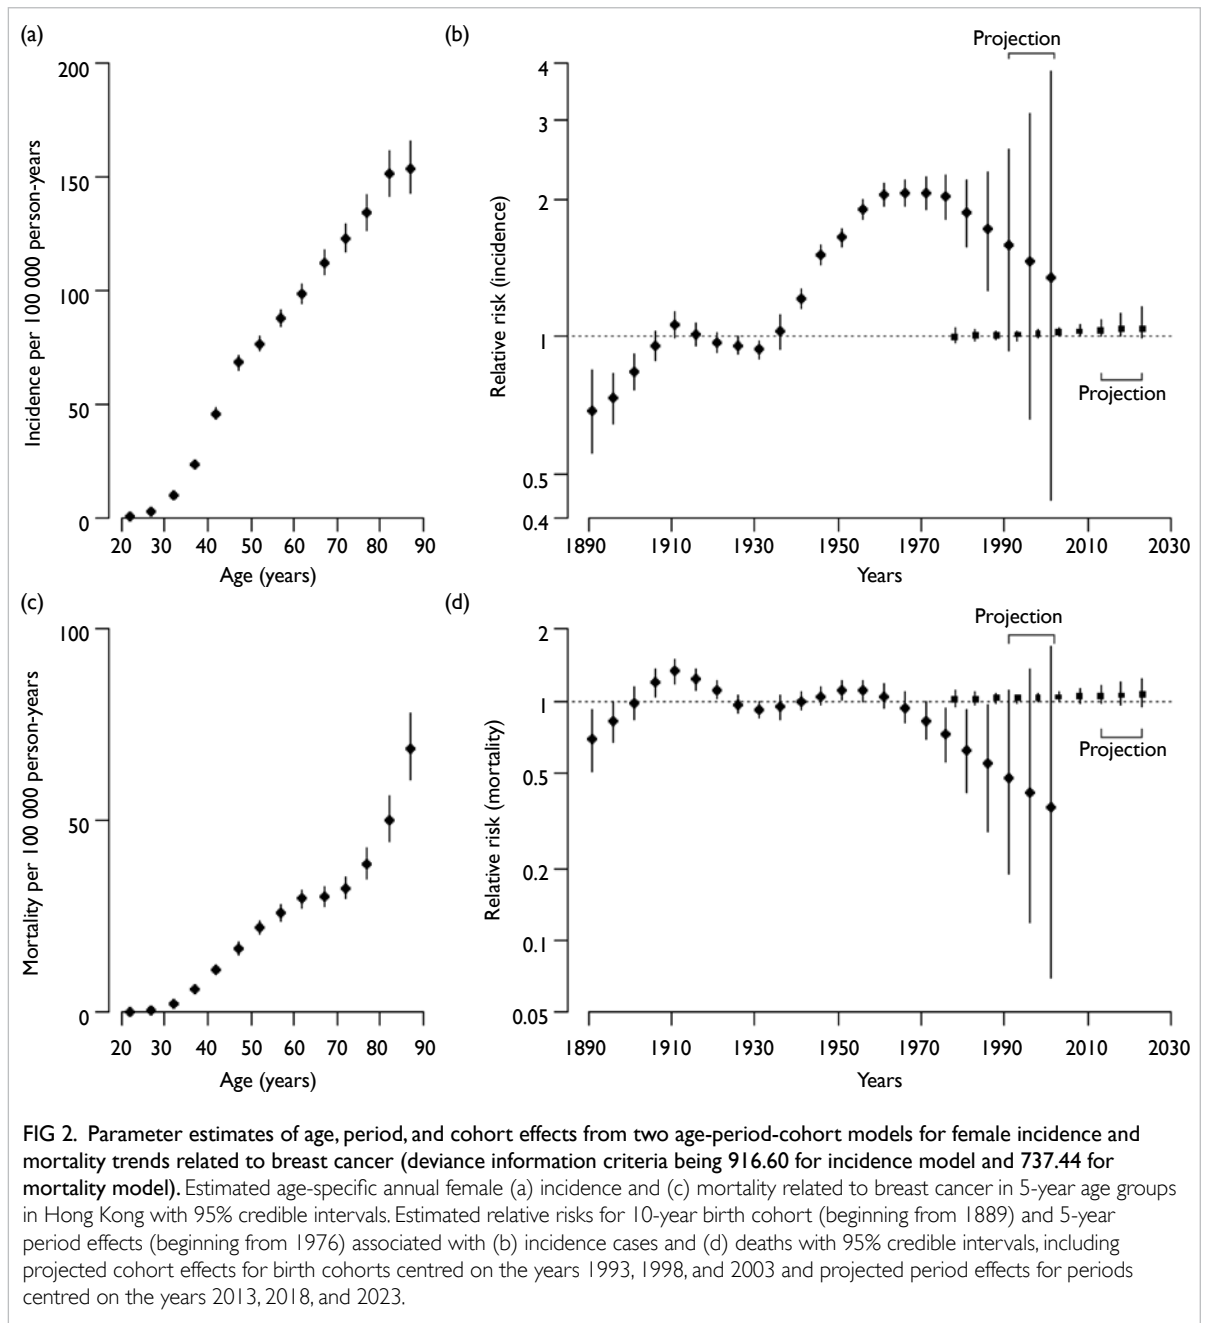 (a)
Incidence per 100 000 person-years
200
150
100
50
0
20 30 40 50 60 70 80 90
Age (years)
(b)
Projection
Relative risk (incidence)
4
3
2
1
0.5
0.4
Projection
1890 1910 1930 1950 1970 1990 2010 2030
Years
(c)
Mortality per 100 000 person-years
100
50
0
20 30 40 50 60 70 80 90
Age (years)
(d)
Projection
Relative risk (mortality)
2
1
0.5
0.2
0.1
0.05
Projection
1890 1910 1930 1950 1970 1990 2010 2030
Years
FIG 2. Parameter estimates of age, period, and cohort effects from two age-period-cohort models for female incidence and
mortality trends related to breast cancer (deviance information criteria being 916.60 for incidence model and 737.44 for
mortality model). Estimated age-specific annual female (a) incidence and (c) mortality related to breast cancer in 5-year age groups
in Hong Kong with 95% credible intervals. Estimated relative risks for 10-year birth cohort (beginning from 1889) and 5-year
period effects (beginning from 1976) associated with (b) incidence cases and (d) deaths with 95% credible intervals, including
projected cohort effects for birth cohorts centred on the years 1993, 1998, and 2003 and projected period effects for periods
centred on the years 2013, 2018, and 2023.